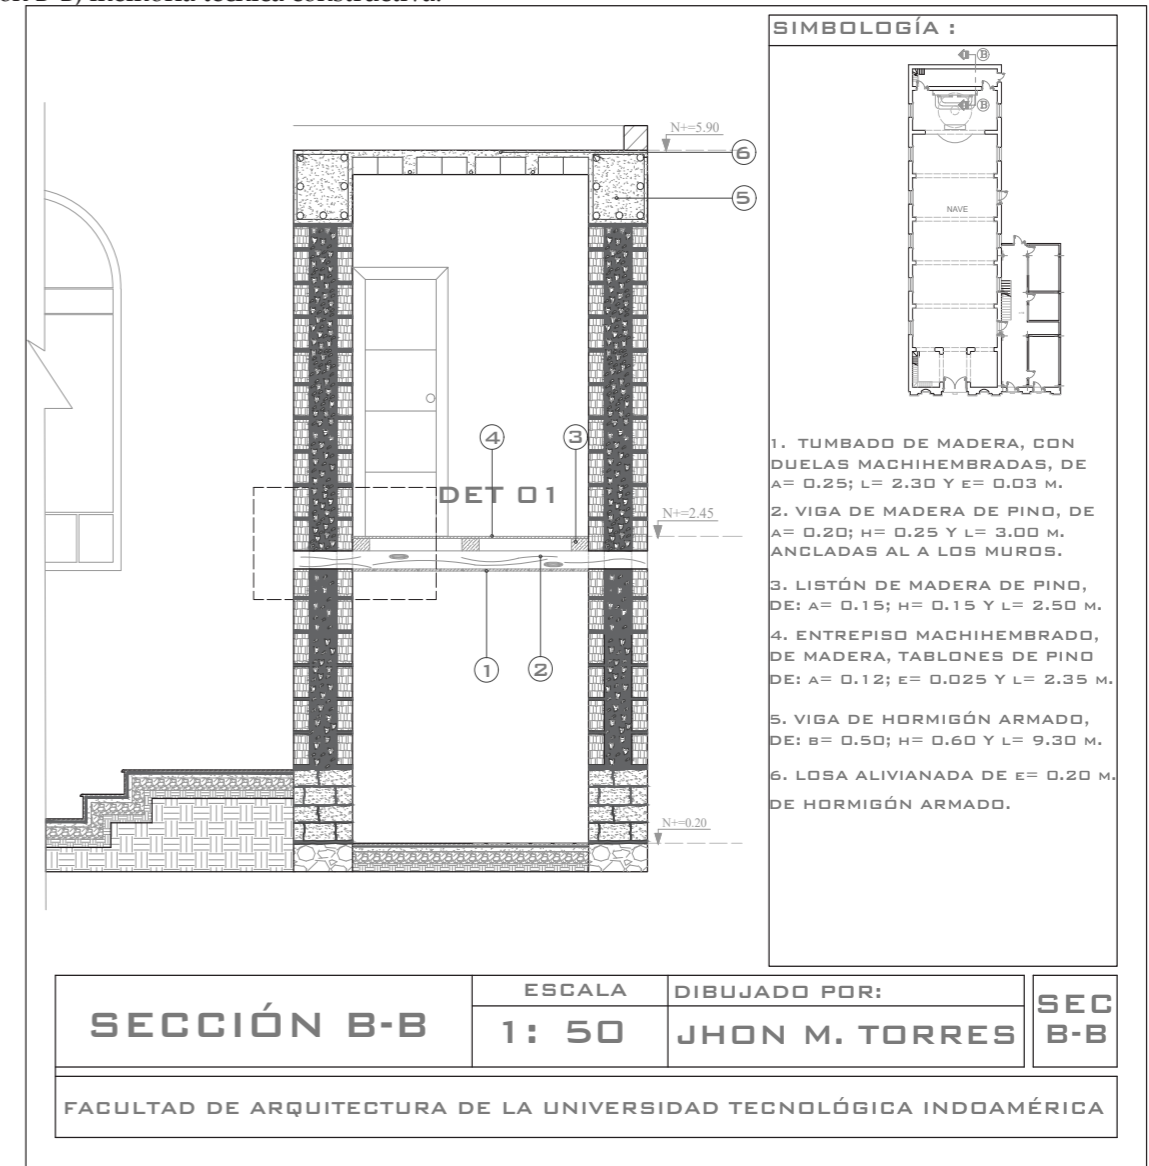 SIMBOLOGÍA :
B
B
NAVE
N+=5.90
6
5
4
3
DET 01
N+=2.45
1
2
N+=0.20
1. TUMBADO DE MADERA, CON
DUELAS MACHIHEMBRADAS, DE
A= 0.25; L= 2.30 Y E= 0.03 M.
2. VIGA DE MADERA DE PINO, DE
A= 0.20; H= 0.25 Y L= 3.00 M.
ANCLADAS AL A LOS MUROS.
3. LISTÓN DE MADERA DE PINO,
DE: A= 0.15; H= 0.15 Y L= 2.50 M.
4. ENTREPISO MACHIHEMBRADO,
DE MADERA, TABLONES DE PINO
DE: A= 0.12; E= 0.025 Y L= 2.35 M.
5. VIGA DE HORMIGÓN ARMADO,
DE: B= 0.50; H= 0.60 Y L= 9.30 M.
6. LOSA ALIVIANADA DE E= 0.20 M.
DE HORMIGÓN ARMADO.
SECCIÓN B-B
ESCALA
1: 50
DIBUJADO POR:
JHON M. TORRES
SEC
B-B
FACULTAD DE ARQUITECTURA DE LA UNIVERSIDAD TECNOLÓGICA INDOAMÉRICA